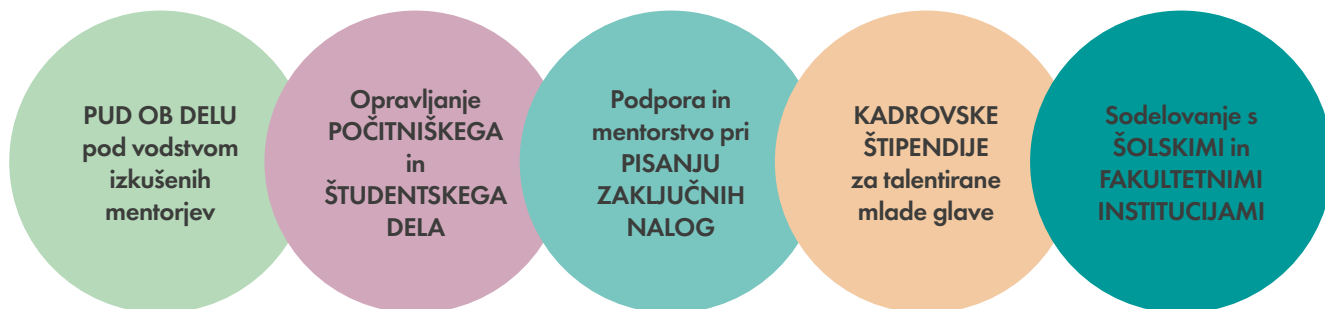 PUD OB DELU
pod vodstvom
izkušenih
mentorjev
Opravljanje
POČITNIŠKEGA
in
ŠTUDENTSKEGA
DELA
Podpora in
mentorstvo pri
PISANJU
ZAKLJUČNIH
NALOG
KADROVSKE
ŠTIPENDIJE
za talentirane
mlade glave
Sodelovanje s
ŠOLSKIMI in
FAKULTETNIMI
INSTITUCIJAMI